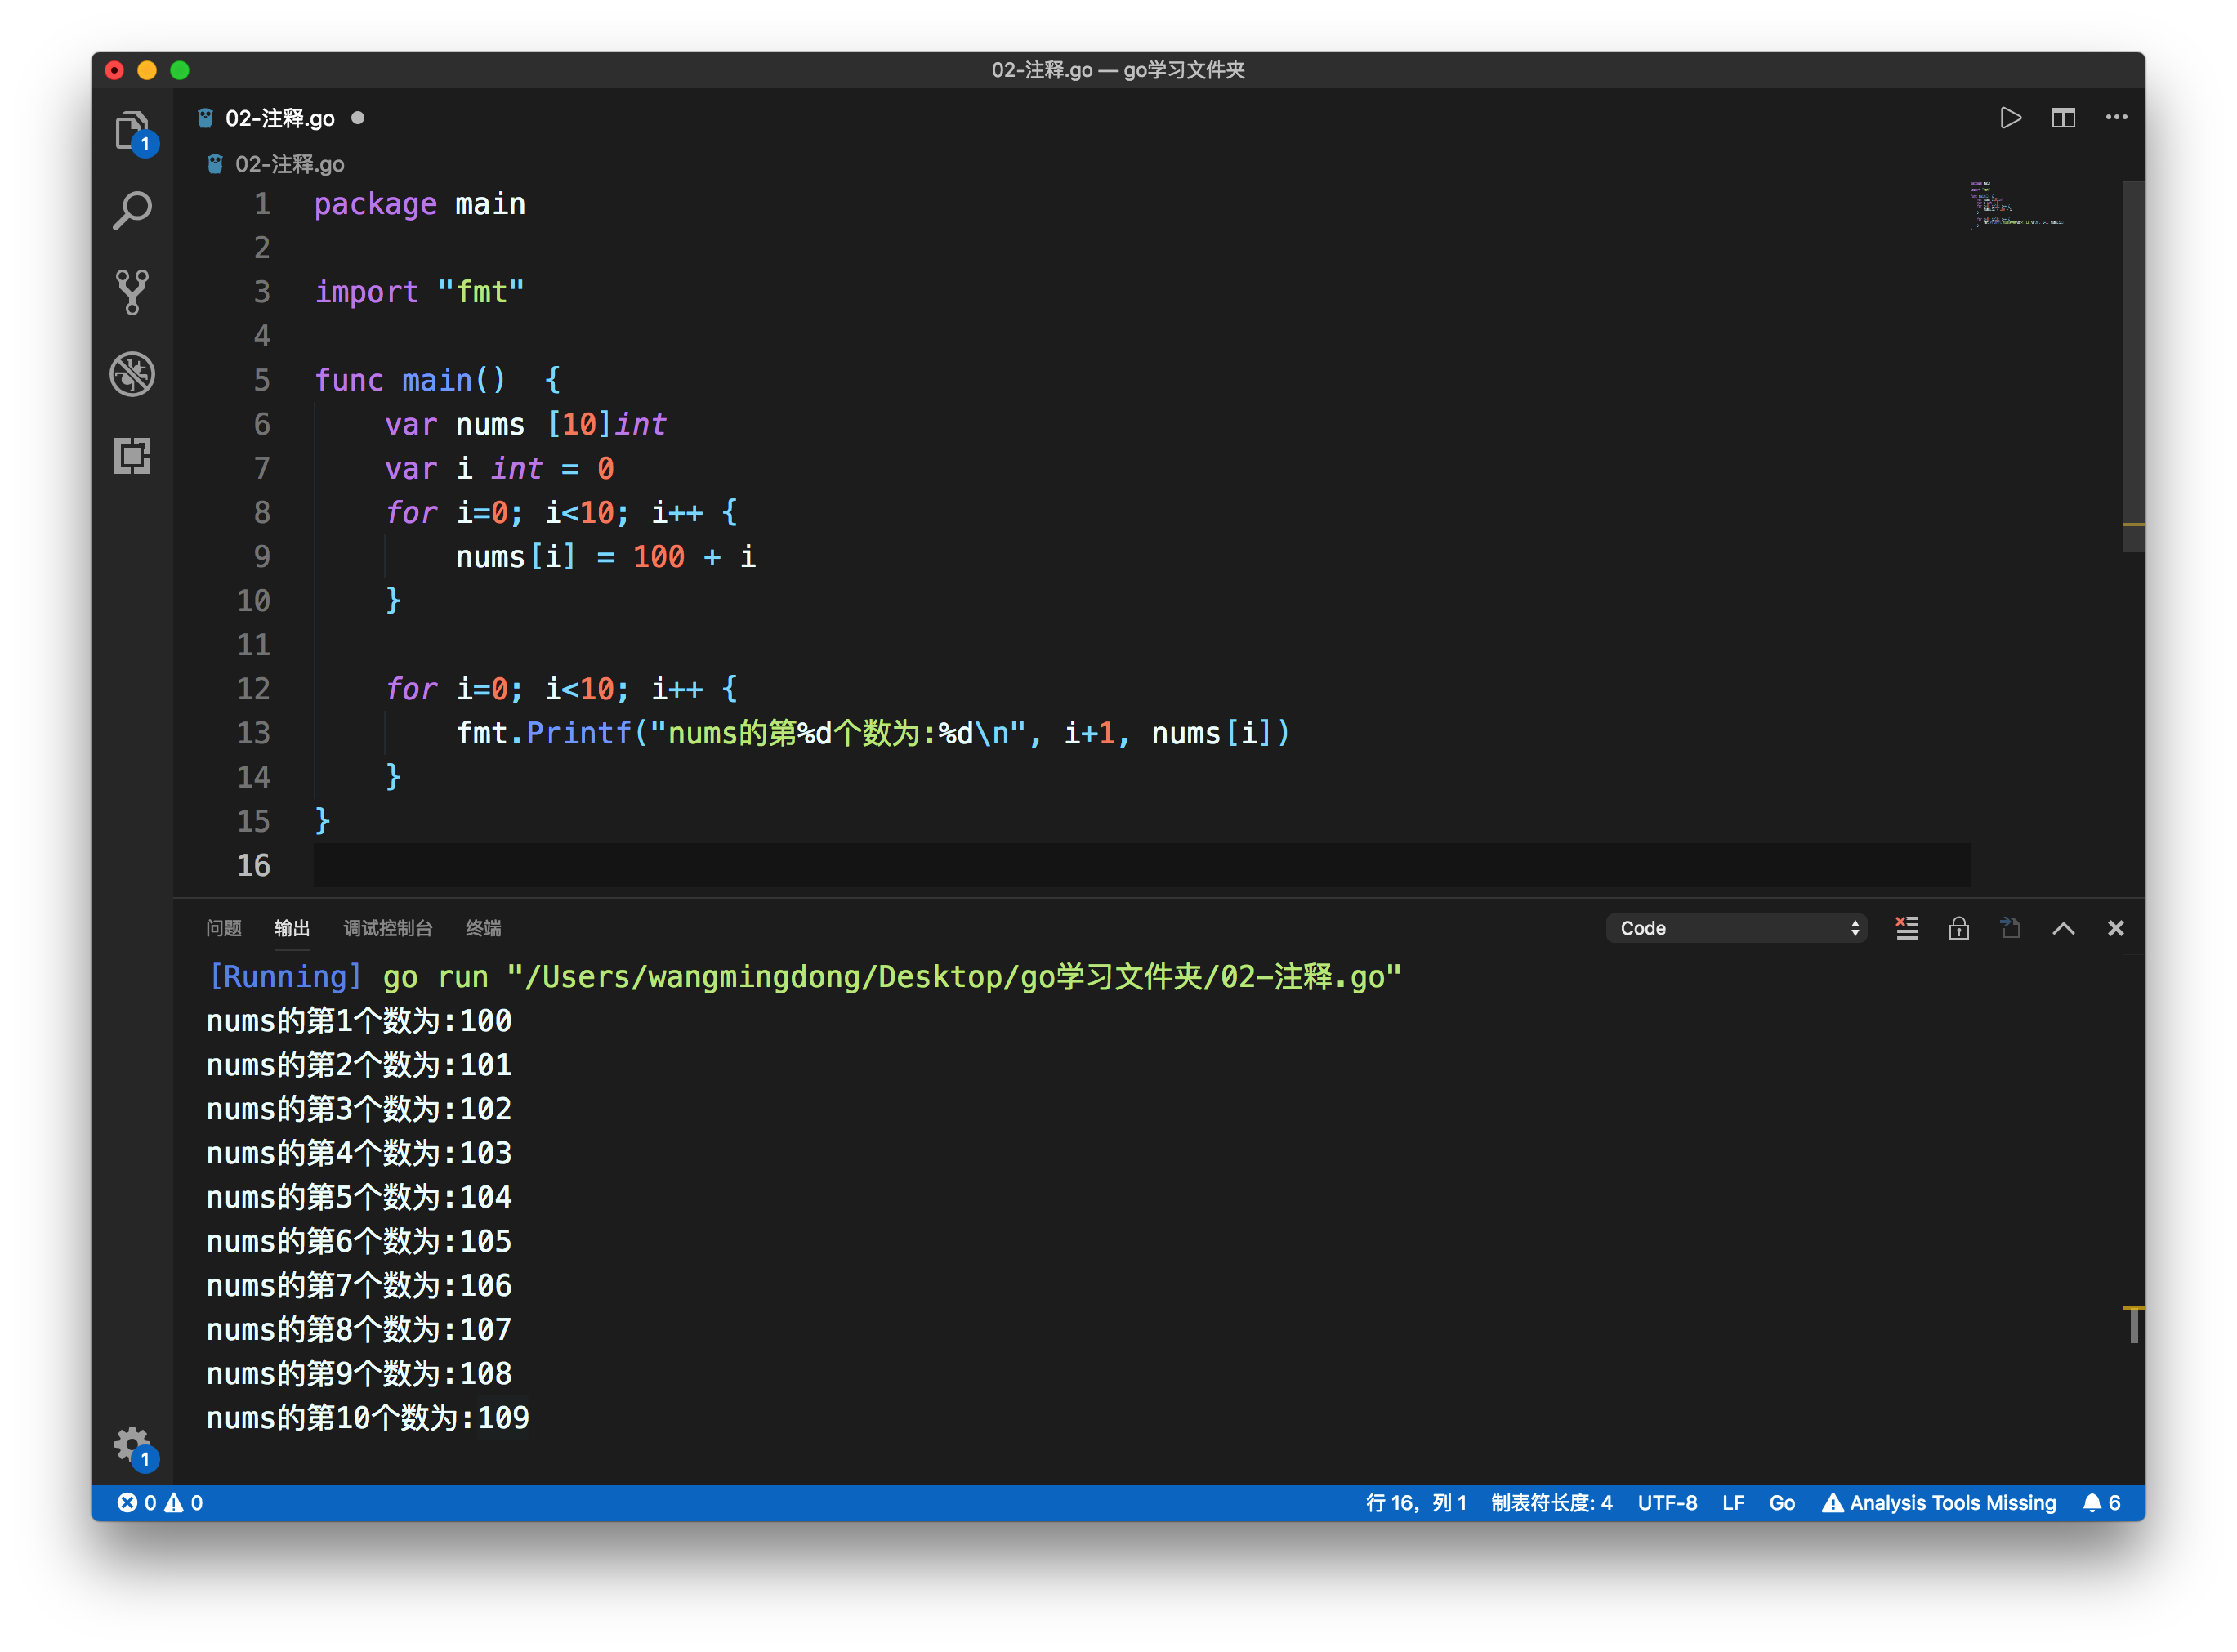 02-注释.go — go学习文件夹
02-注释.go
02-注释.go
1 package main
2
3 import "fmt"
4
5 func main()  {
6     var nums [10]int
7     var i int = 0
8     for i=0; i<10; i++ {
9         nums[i] = 100 + i
10     }
11
12     for i=0; i<10; i++ {
13         fmt.Printf("nums的第%d个数为:%d\n", i+1, nums[i])
14     }
15 }
16
问题 输出 调试控制台 终端 Code
[Running] go run "/Users/wangmingdong/Desktop/go学习文件夹/02-注释.go"
nums的第1个数为:100
nums的第2个数为:101
nums的第3个数为:102
nums的第4个数为:103
nums的第5个数为:104
nums的第6个数为:105
nums的第7个数为:106
nums的第8个数为:107
nums的第9个数为:108
nums的第10个数为:109
1
1
0 0 行 16，列 1 制表符长度: 4 UTF-8 LF Go Analysis Tools Missing 6